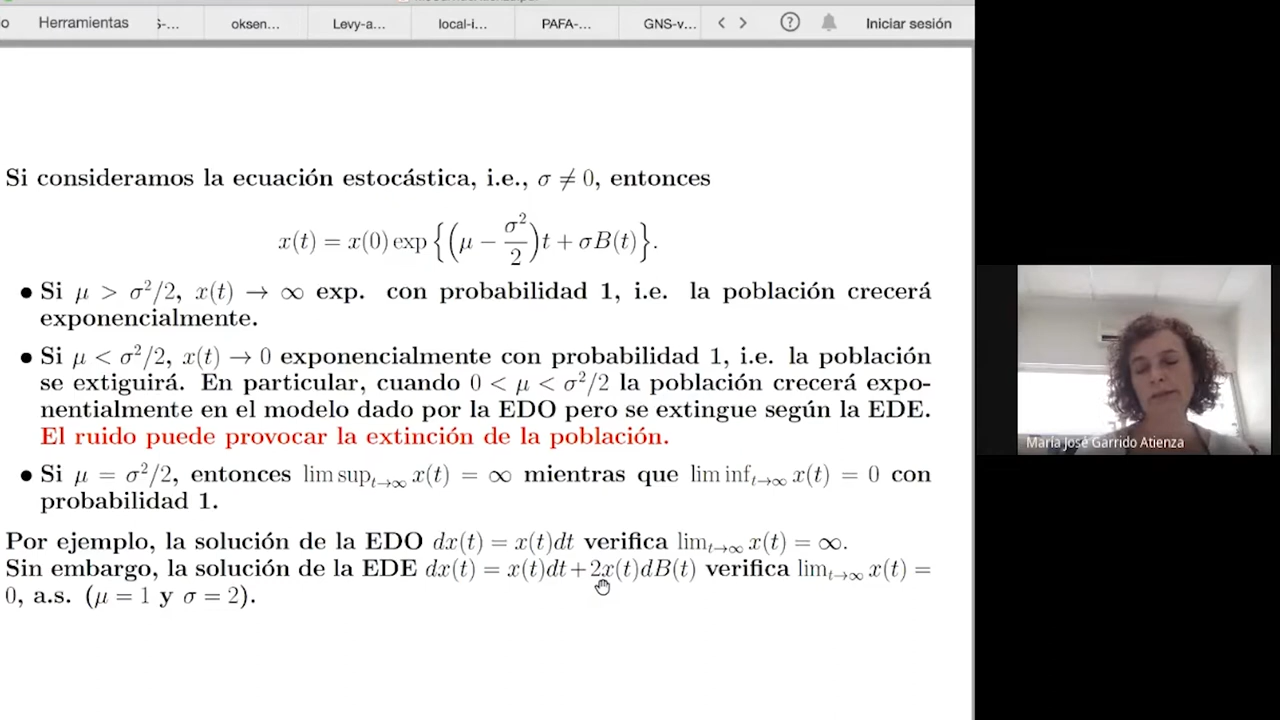 o Herramientas s-... oksen... Levy-a... local-i... PAFA-... GNS-v... < > ? Iniciar sesión
Si consideramos la ecuación estocástica, i.e., σ ≠ 0, entonces
x(t) = x(0) exp {(μ − σ²/2)t + σB(t)}.
• Si μ > σ²/2, x(t) → ∞ exp. con probabilidad 1, i.e. la población crecerá
exponencialmente.
• Si μ < σ²/2, x(t) → 0 exponencialmente con probabilidad 1, i.e. la población
se extiguirá. En particular, cuando 0 < μ < σ²/2 la población crecerá expo-
nentialmente en el modelo dado por la EDO pero se extingue según la EDE.
El ruido puede provocar la extinción de la población.
• Si μ = σ²/2, entonces lim sup t→∞ x(t) = ∞ mientras que lim inf t→∞ x(t) = 0 con
probabilidad 1.
Por ejemplo, la solución de la EDO dx(t) = x(t)dt verifica lim t→∞ x(t) = ∞.
Sin embargo, la solución de la EDE dx(t) = x(t)dt+2x(t)dB(t) verifica lim t→∞ x(t) =
0, a.s. (μ = 1 y σ = 2).
María José Garrido Atienza